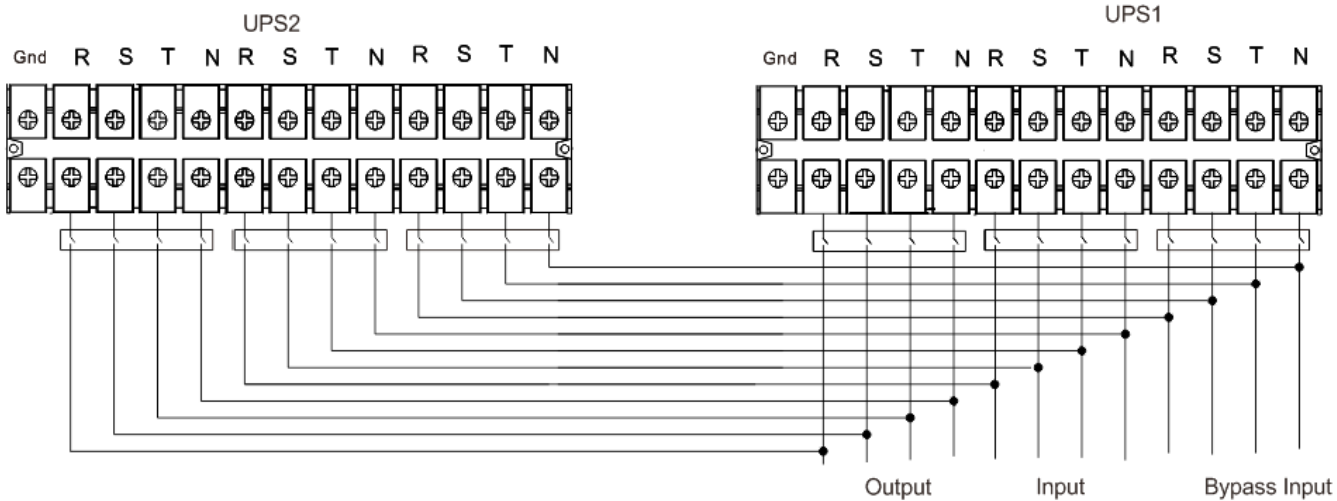 UPS2
UPS1
Gnd R S T N R S T N R S T N
Gnd R S T N R S T N R S T N
Output Input Bypass Input